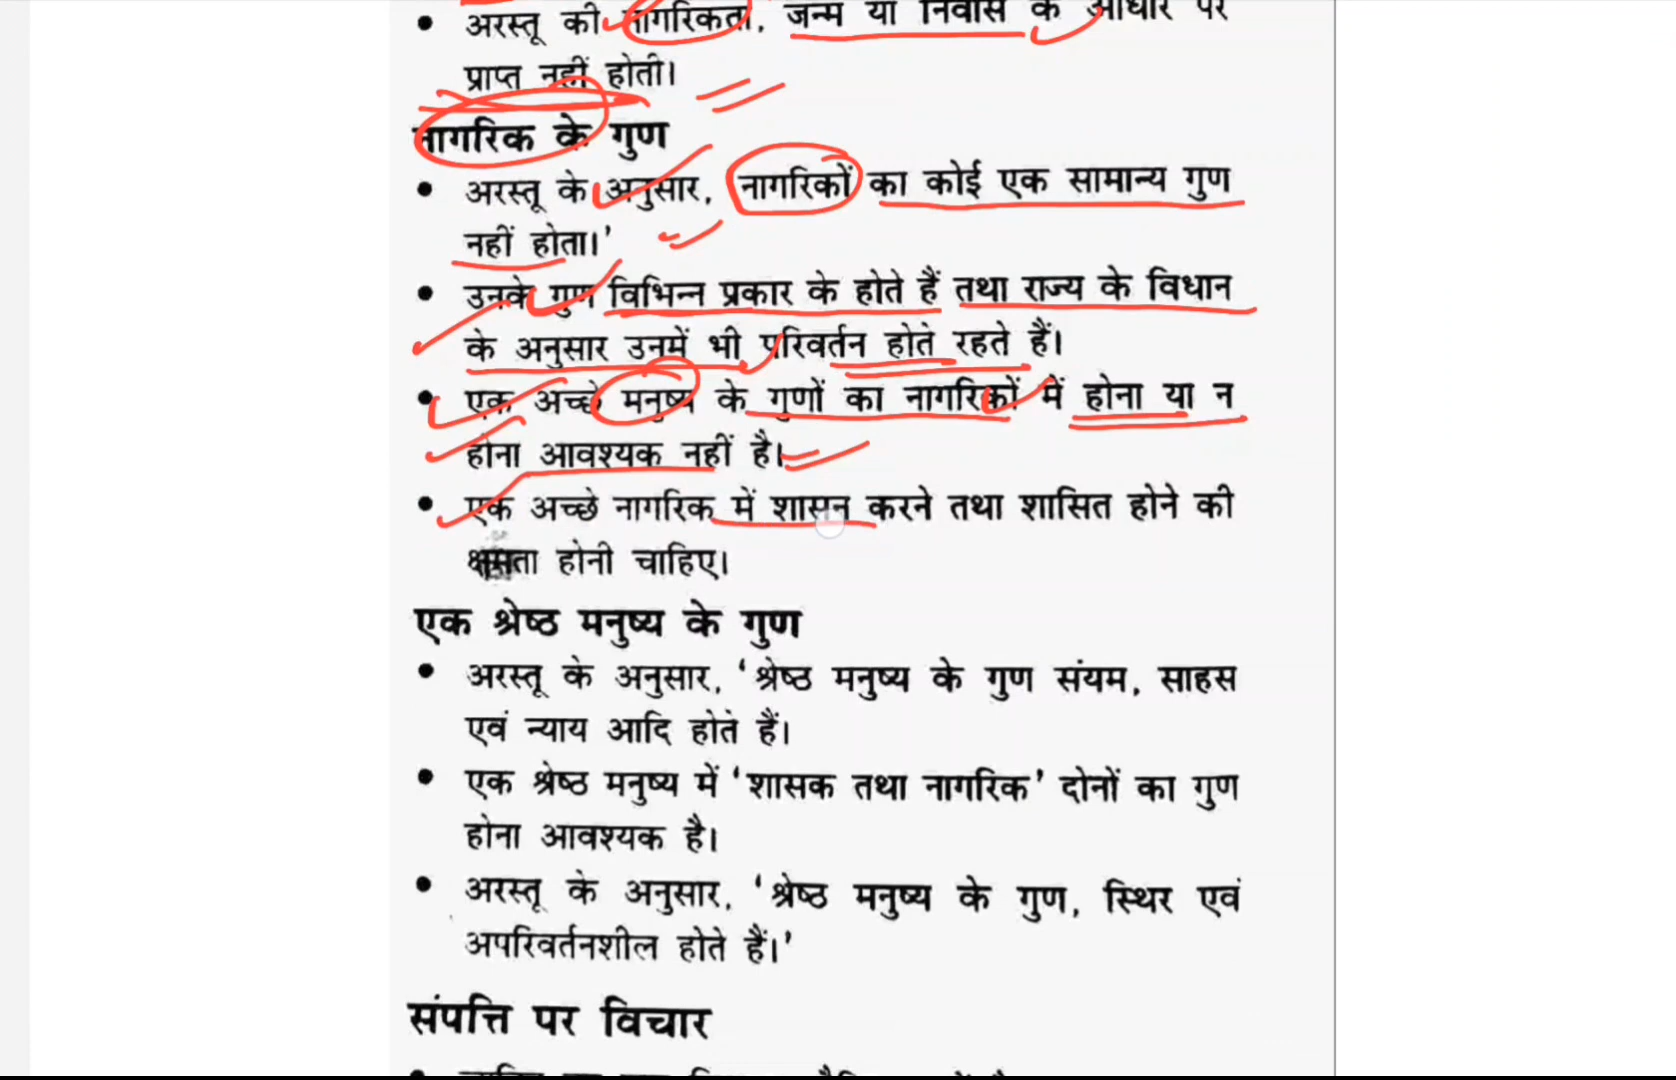 • अरस्तू की नागरिकता, जन्म या निवास के आधार पर
प्राप्त नहीं होती।
नागरिक के गुण
• अरस्तू के अनुसार, नागरिकों का कोई एक सामान्य गुण
नहीं होता।'
• उनके गुण विभिन्न प्रकार के होते हैं तथा राज्य के विधान
के अनुसार उनमें भी परिवर्तन होते रहते हैं।
• एक अच्छे मनुष्य के गुणों का नागरिकों में होना या न
होना आवश्यक नहीं है।
• एक अच्छे नागरिक में शासन करने तथा शासित होने की
क्षमता होनी चाहिए।
एक श्रेष्ठ मनुष्य के गुण
• अरस्तू के अनुसार, 'श्रेष्ठ मनुष्य के गुण संयम, साहस
एवं न्याय आदि होते हैं।
• एक श्रेष्ठ मनुष्य में 'शासक तथा नागरिक' दोनों का गुण
होना आवश्यक है।
• अरस्तू के अनुसार, 'श्रेष्ठ मनुष्य के गुण, स्थिर एवं
अपरिवर्तनशील होते हैं।'
संपत्ति पर विचार